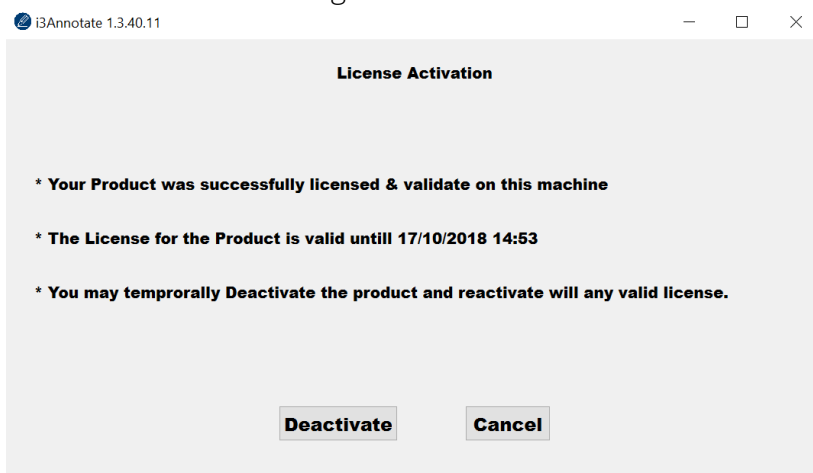 i3Annotate 1.3.40.11
License Activation
* Your Product was successfully licensed & validate on this machine
* The License for the Product is valid untill 17/10/2018 14:53
* You may temprorally Deactivate the product and reactivate will any valid license.
Deactivate Cancel